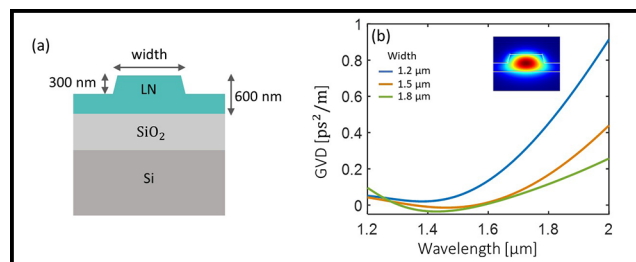 (a)
width
300 nm
LN
600 nm
SiO₂
Si
(b)
Width
1.2 μm
1.5 μm
1.8 μm
GVD [ps²/m]
1
0.8
0.6
0.4
0.2
0
1.2 1.4 1.6 1.8 2
Wavelength [μm]